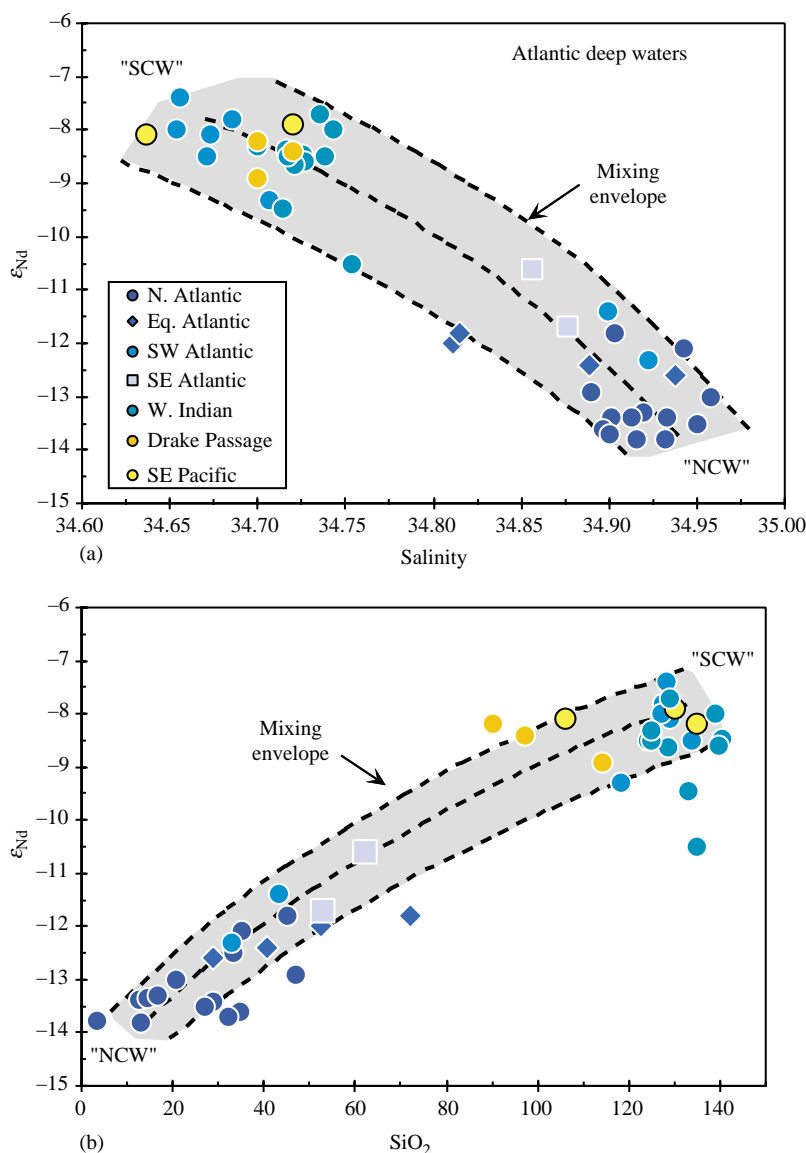 −6
−7
−8
−9
−10
−11
−12
−13
−14
−15
εNd
"SCW"
Atlantic deep waters
Mixing
envelope
N. Atlantic
Eq. Atlantic
SW Atlantic
SE Atlantic
W. Indian
Drake Passage
SE Pacific
"NCW"
34.60 34.65 34.70 34.75 34.80 34.85 34.90 34.95 35.00
(a) Salinity
−6
−7
−8
−9
−10
−11
−12
−13
−14
−15
εNd
"SCW"
Mixing
envelope
"NCW"
0 20 40 60 80 100 120 140
(b) SiO2